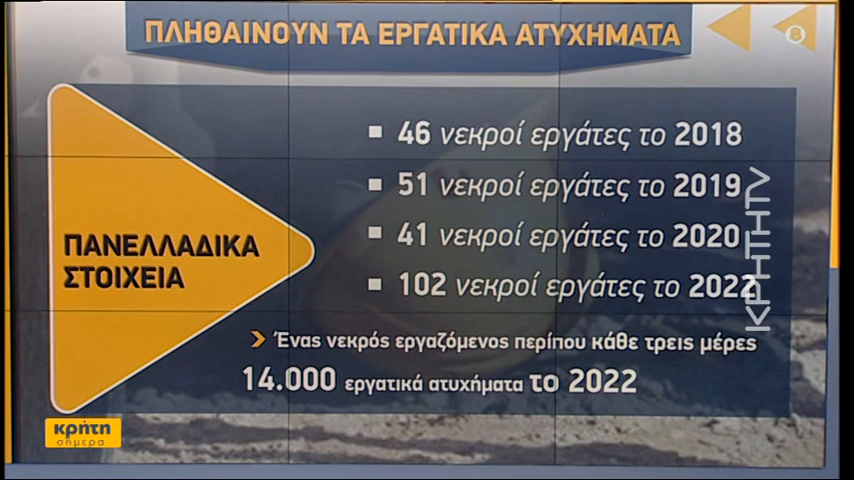 ΠΛΗΘΑΙΝΟΥΝ ΤΑ ΕΡΓΑΤΙΚΑ ΑΤΥΧΗΜΑΤΑ
8
46 νεκροί εργάτες το 2018
51 νεκροί εργάτες το 2019
41 νεκροί εργάτες το 2020
102 νεκροί εργάτες το 2022
ΠΑΝΕΛΛΑΔΙΚΑ
ΣΤΟΙΧΕΙΑ
Ένας νεκρός εργαζόμενος περίπου κάθε τρεις μέρες
14.000 εργατικά ατυχήματα το 2022
ΚΡΗΤΗTV
κρήτη
σήμερα